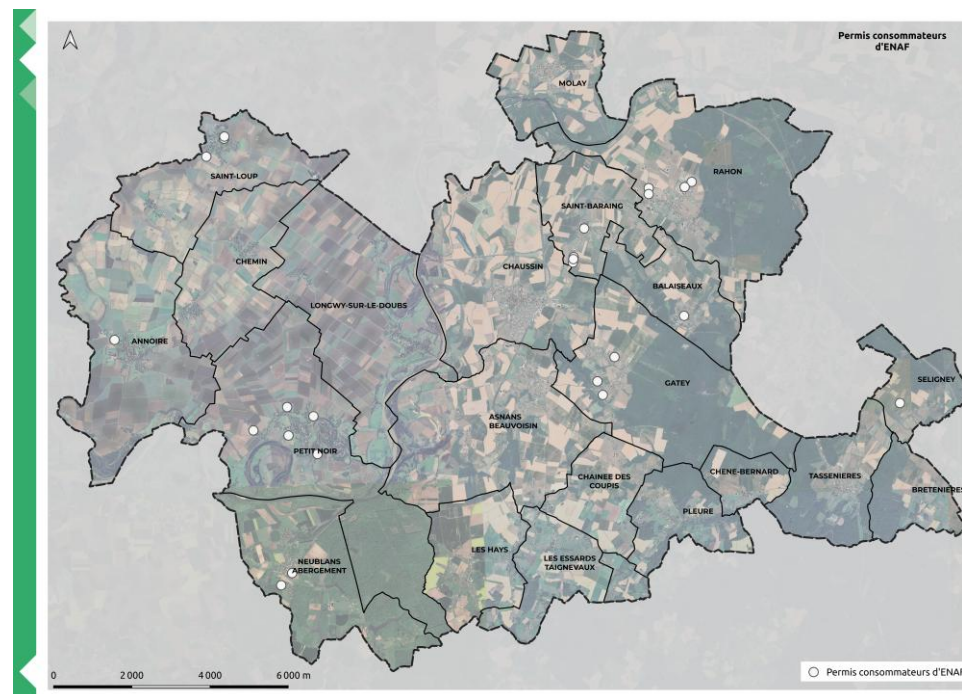 Permis consommateurs
d'ENAF
MOLAY
RAHON
SAINT-LOUP
SAINT-BARAING
CHEMIN
CHAUSSIN
BALAISEAUX
LONGWY-SUR-LE-DOUBS
ANNOIRE
SELIGNEY
GATEY
ASNANS
BEAUVOISIN
PETIT NOIR
CHAINEE DES
COUPIS
CHENE-BERNARD
TASSENIERES
BRETENIERES
PLEURE
LES HAYS
LES ESSARDS
TAIGNEVAUX
NEUBLANS
ABERGEMENT
0 2 000 4 000 6 000 m
Permis consommateurs d'ENAF